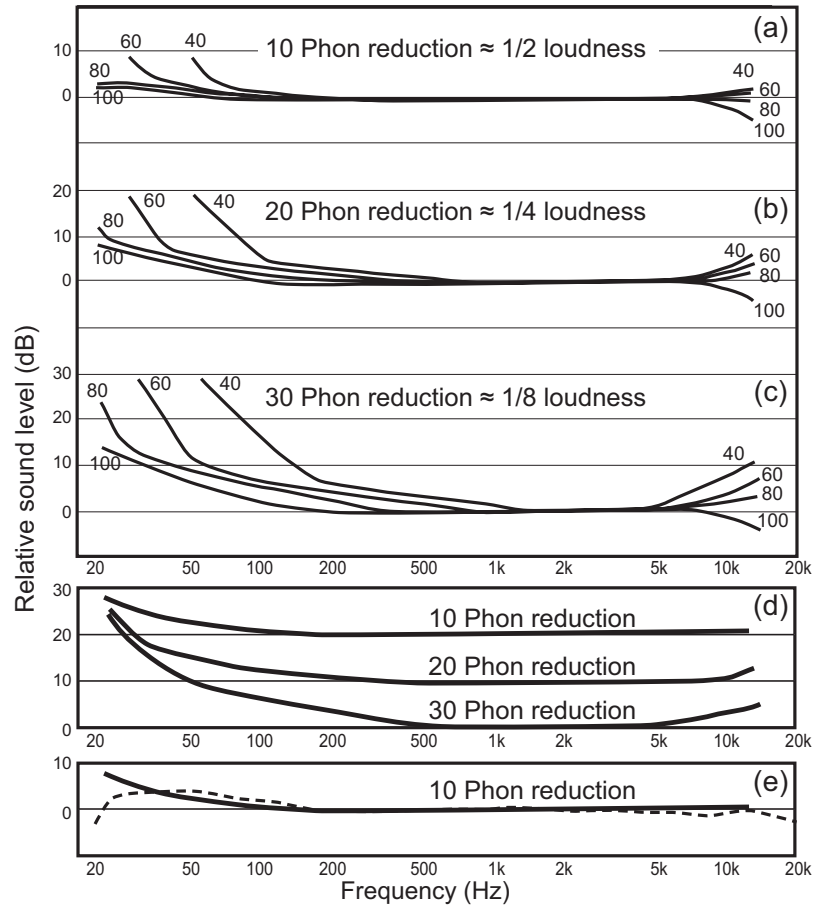 (a)
10 Phon reduction ≈ 1/2 loudness
10
0
60
40
80
100
40
60
80
100
(b)
20 Phon reduction ≈ 1/4 loudness
20
10
0
60
40
80
100
40
60
80
100
(c)
30 Phon reduction ≈ 1/8 loudness
30
20
10
0
80
60
40
100
40
60
80
100
20 50 100 200 500 1k 2k 5k 10k 20k
Relative sound level (dB)
(d)
30
20
10
0
10 Phon reduction
20 Phon reduction
30 Phon reduction
20 50 100 200 500 1k 2k 5k 10k 20k
(e)
10
0
10 Phon reduction
20 50 100 200 500 1k 2k 5k 10k 20k
Frequency (Hz)